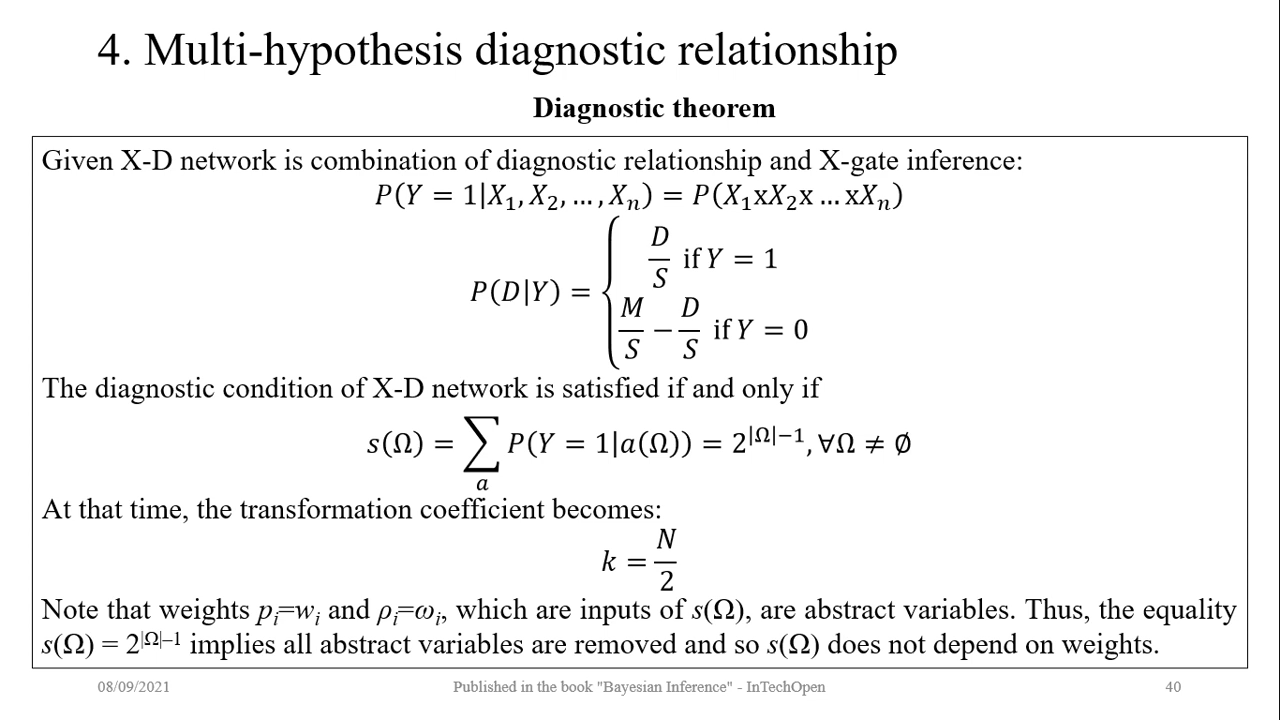 4. Multi-hypothesis diagnostic relationship
Diagnostic theorem
Given X-D network is combination of diagnostic relationship and X-gate inference:
P(Y = 1|X₁, X₂, … , Xₙ) = P(X₁xX₂x … xXₙ)
P(D|Y) = { D/S if Y = 1
M/S − D/S if Y = 0
The diagnostic condition of X-D network is satisfied if and only if
s(Ω) = ∑ₐ P(Y = 1|a(Ω)) = 2^{|Ω|−1}, ∀Ω ≠ ∅
At that time, the transformation coefficient becomes:
k = N/2
Note that weights pᵢ=wᵢ and ρᵢ=ωᵢ, which are inputs of s(Ω), are abstract variables. Thus, the equality
s(Ω) = 2^{|Ω|–1} implies all abstract variables are removed and so s(Ω) does not depend on weights.
08/09/2021
Published in the book "Bayesian Inference" - InTechOpen
40